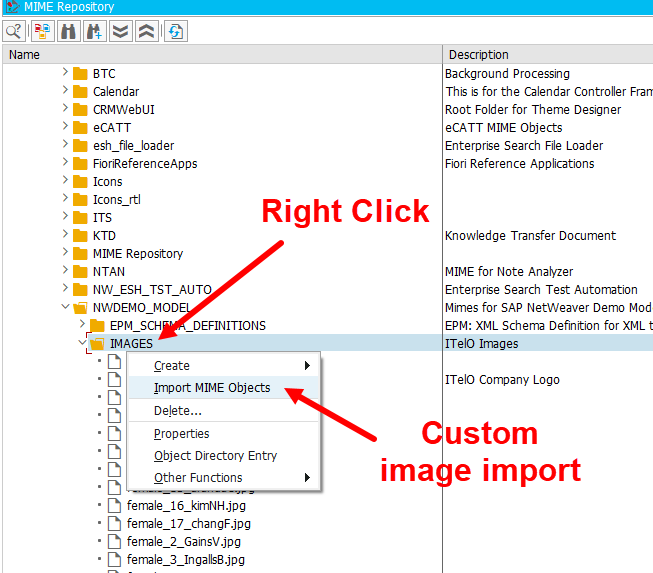 MIME Repository
Name Description
BTC Background Processing
Calendar This is for the Calendar Controller Fram
CRMWebUI Root Folder for Theme Designer
eCATT eCATT MIME Objects
esh_file_loader Enterprise Search File Loader
FioriReferenceApps Fiori Reference Applications
Icons
Icons_rtl
ITS
Right Click
KTD Knowledge Transfer Document
MIME Repository
NTAN MIME for Note Analyzer
NW_ESH_TST_AUTO Enterprise Search Test Automation
NWDEMO_MODEL Mimes for SAP NetWeaver Demo Mod
EPM_SCHEMA_DEFINITIONS EPM: XML Schema Definition for XML t
IMAGES ITelO Images
Create
ITelO Company Logo
Import MIME Objects
Delete...
Properties
Object Directory Entry
Other Functions
Custom
image import
female_16_kimNH.jpg
female_17_changF.jpg
female_2_GainsV.jpg
female_3_IngallsB.jpg